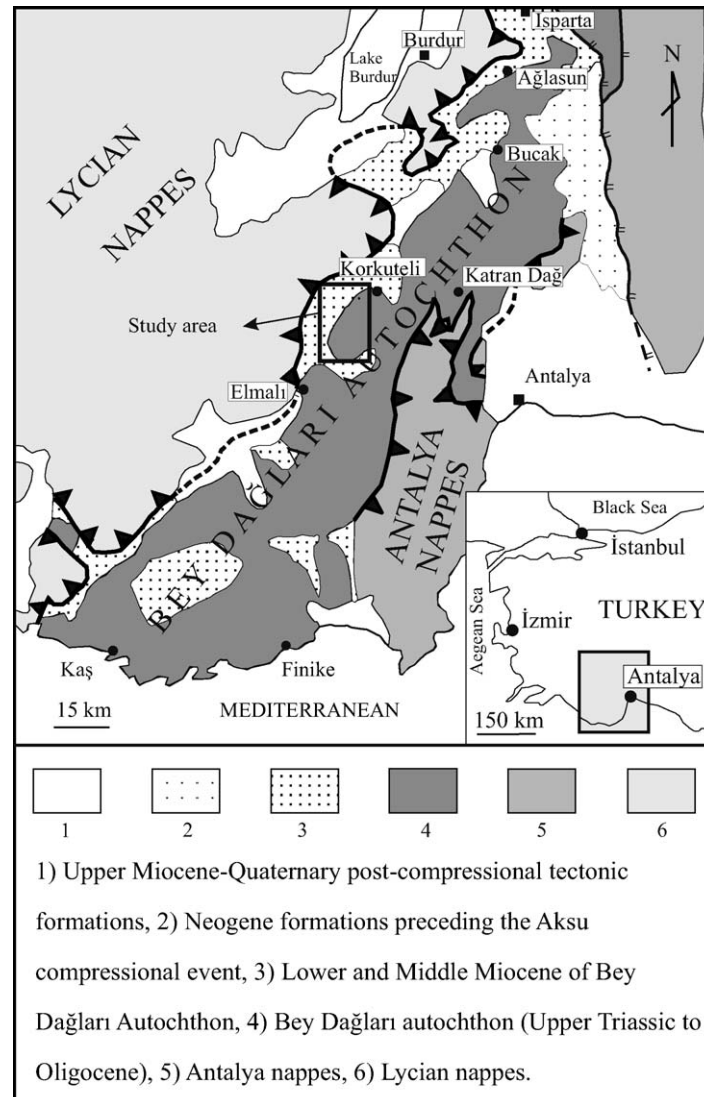 Isparta
Burdur
N
Lake
Burdur
Ağlasun
LYCIAN
NAPPES
Bucak
Korkuteli
Katran Dağ
Study area
Elmalı
Antalya
BEY DAĞLARI AUTOCHTHON
ANTALYA
NAPPES
Black Sea
İstanbul
Aegean Sea
TURKEY
İzmir
Antalya
150 km
Kaş
Finike
15 km
MEDITERRANEAN
1
2
3
4
5
6
1) Upper Miocene-Quaternary post-compressional tectonic
formations, 2) Neogene formations preceding the Aksu
compressional event, 3) Lower and Middle Miocene of Bey
Dağları Autochthon, 4) Bey Dağları autochthon (Upper Triassic to
Oligocene), 5) Antalya nappes, 6) Lycian nappes.